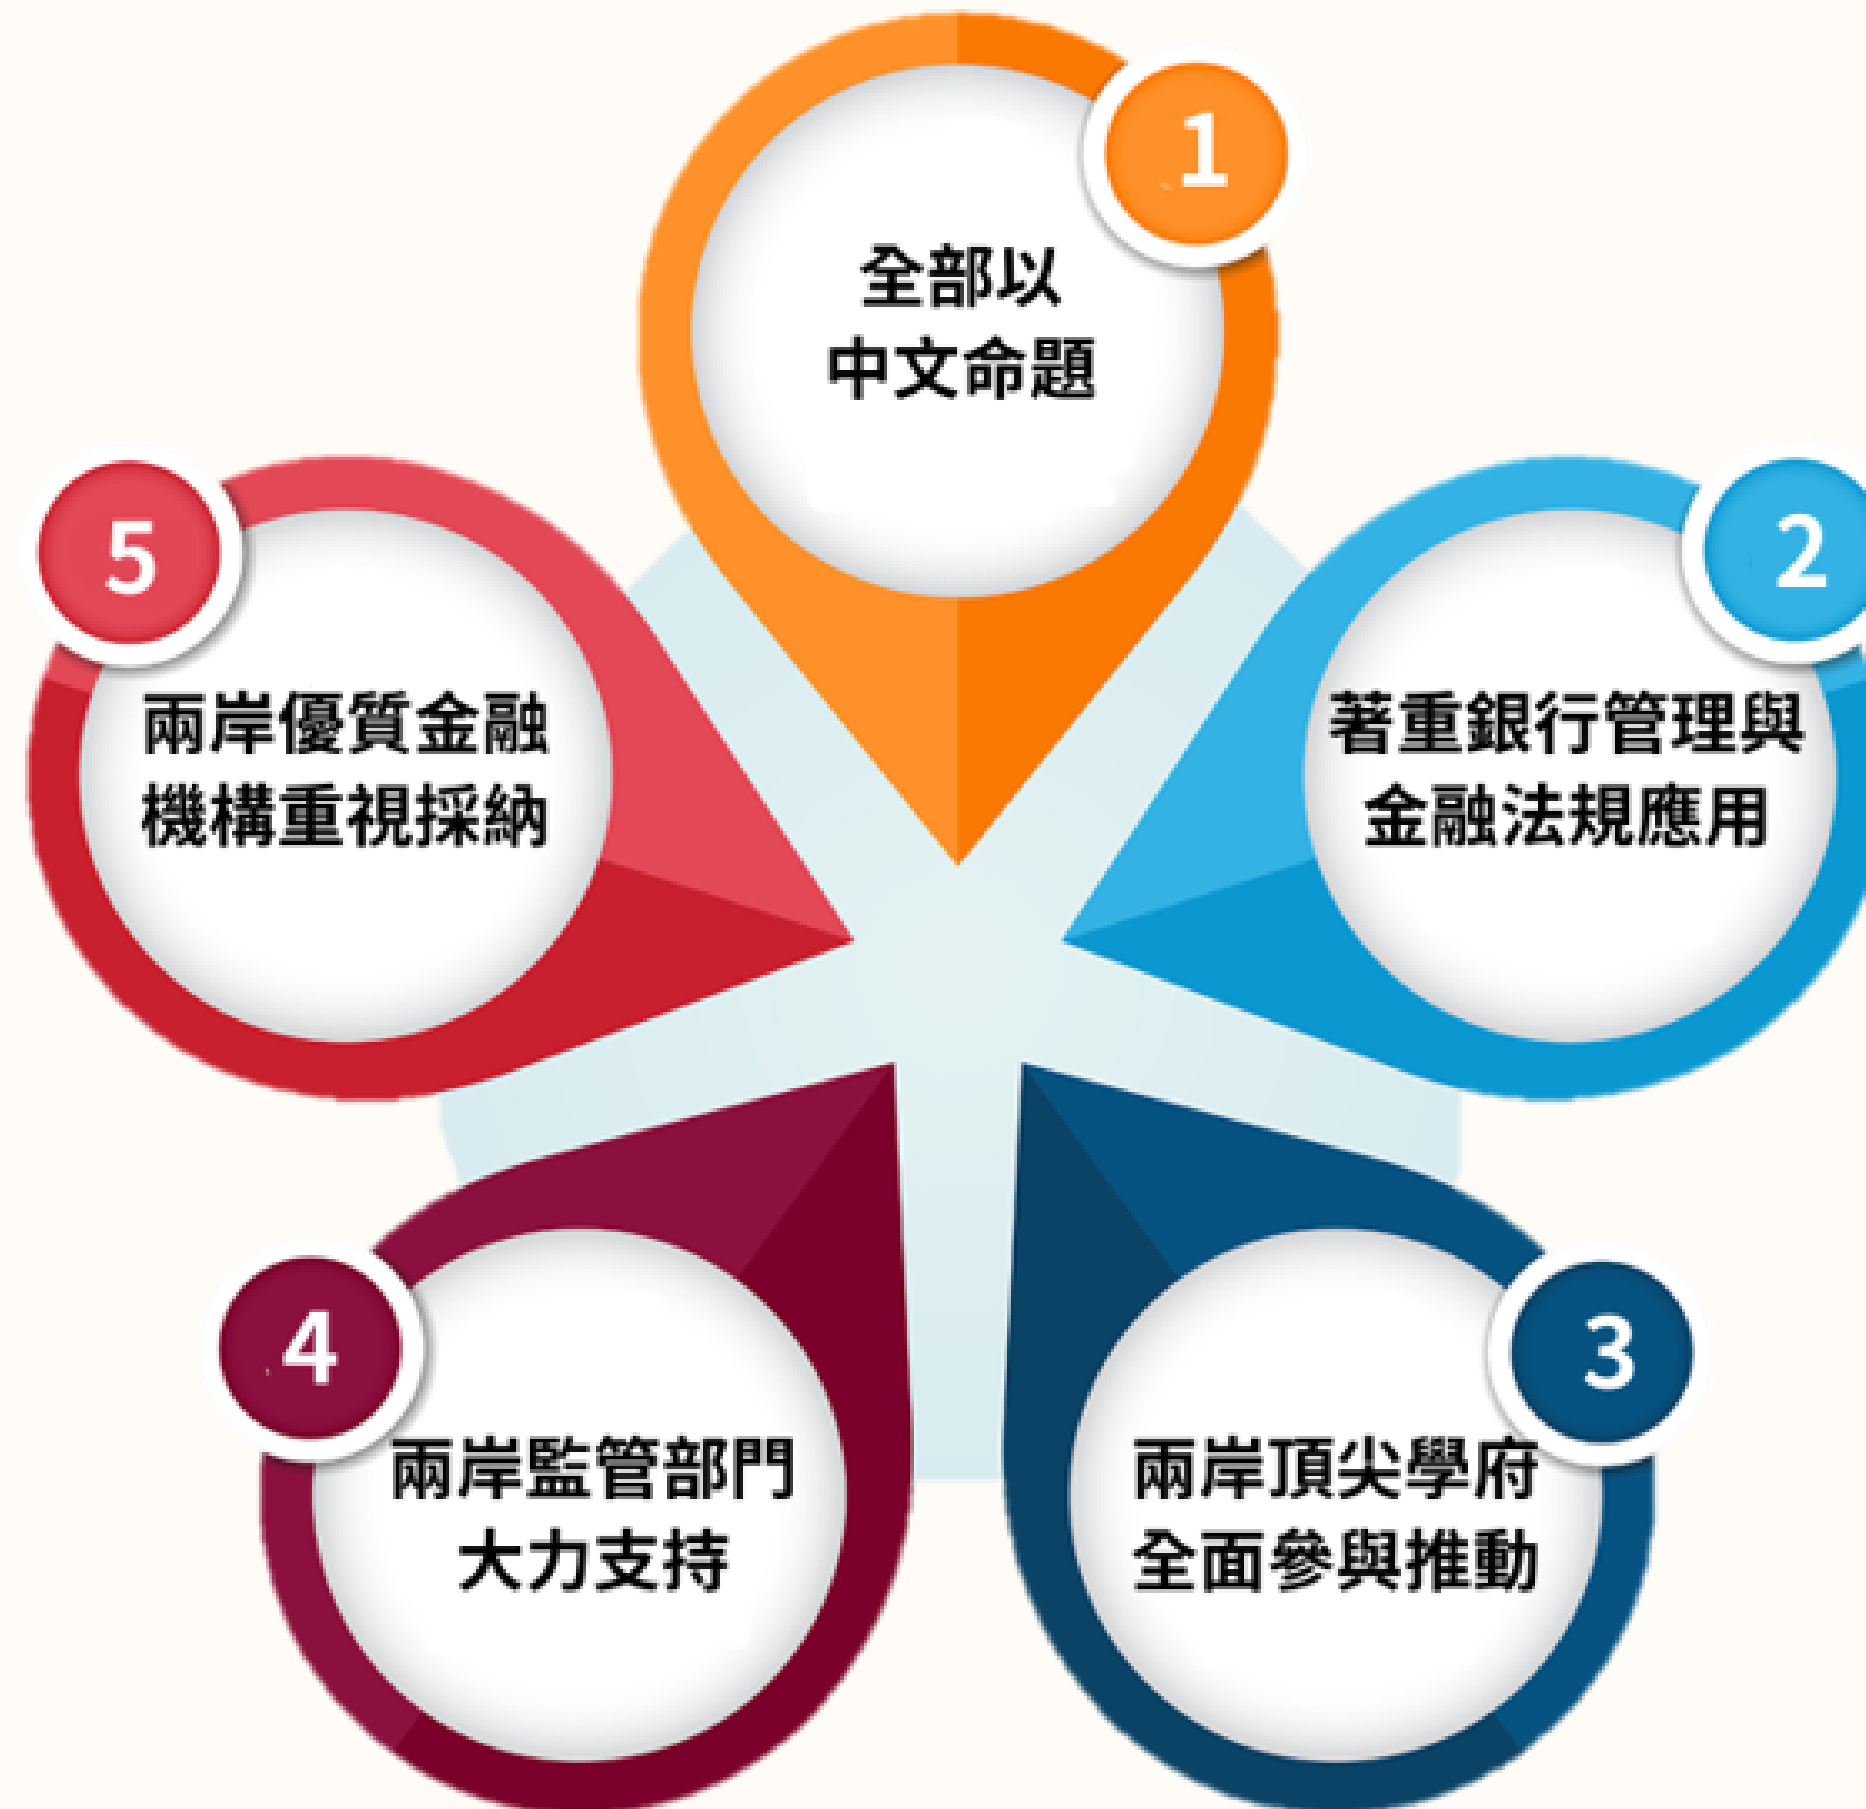 1
全部以
中文命題
2
著重銀行管理與
金融法規應用
3
兩岸頂尖學府
全面參與推動
4
兩岸監管部門
大力支持
5
兩岸優質金融
機構重視採納